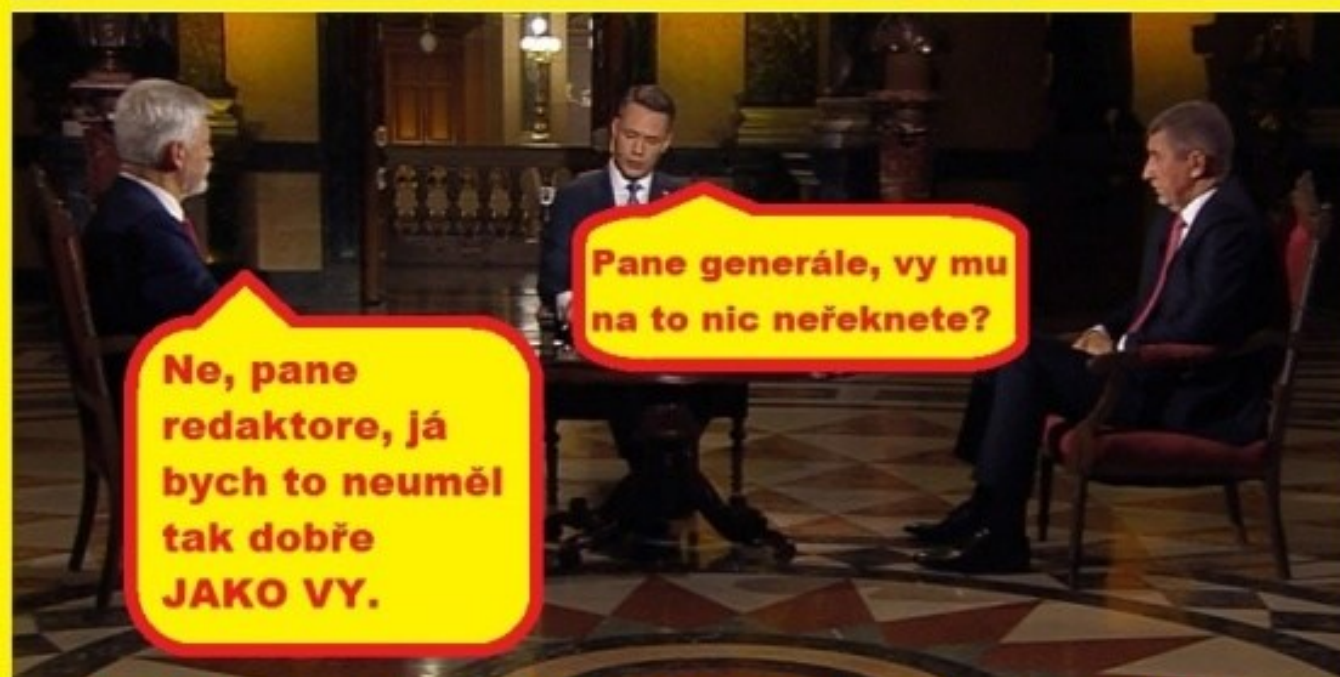 Pane generále, vy mu
na to nic neřeknete?
Ne, pane
redaktore, já
bych to neuměl
tak dobře
JAKO VY.